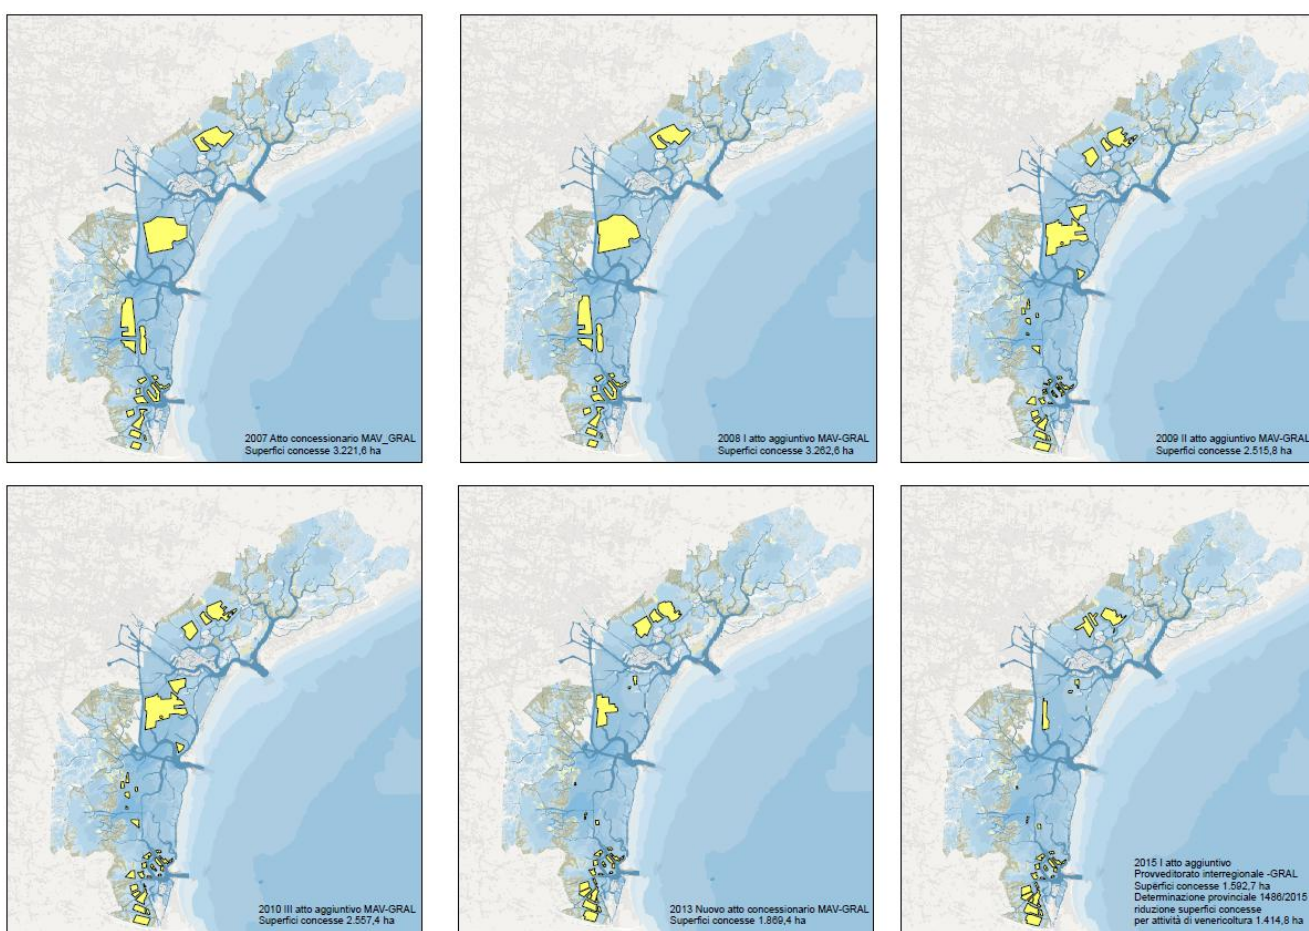 2007 Atto concessionario MAV_GRAL
Superfici concesse 3.221,6 ha
2008 I atto aggiuntivo MAV-GRAL
Superfici concesse 3.262,6 ha
2009 II atto aggiuntivo MAV-GRAL
Superfici concesse 2.515,8 ha
2010 III atto aggiuntivo MAV-GRAL
Superfici concesse 2.557,4 ha
2013 Nuovo atto concessionario MAV-GRAL
Superfici concesse 1.869,4 ha
2015 I atto aggiuntivo
Provveditorato interregionale -GRAL
Superfici concesse 1.592,7 ha
Determinazione provinciale 1486/2015
riduzione superfici concesse
per attività di venericoltura 1.414,8 ha